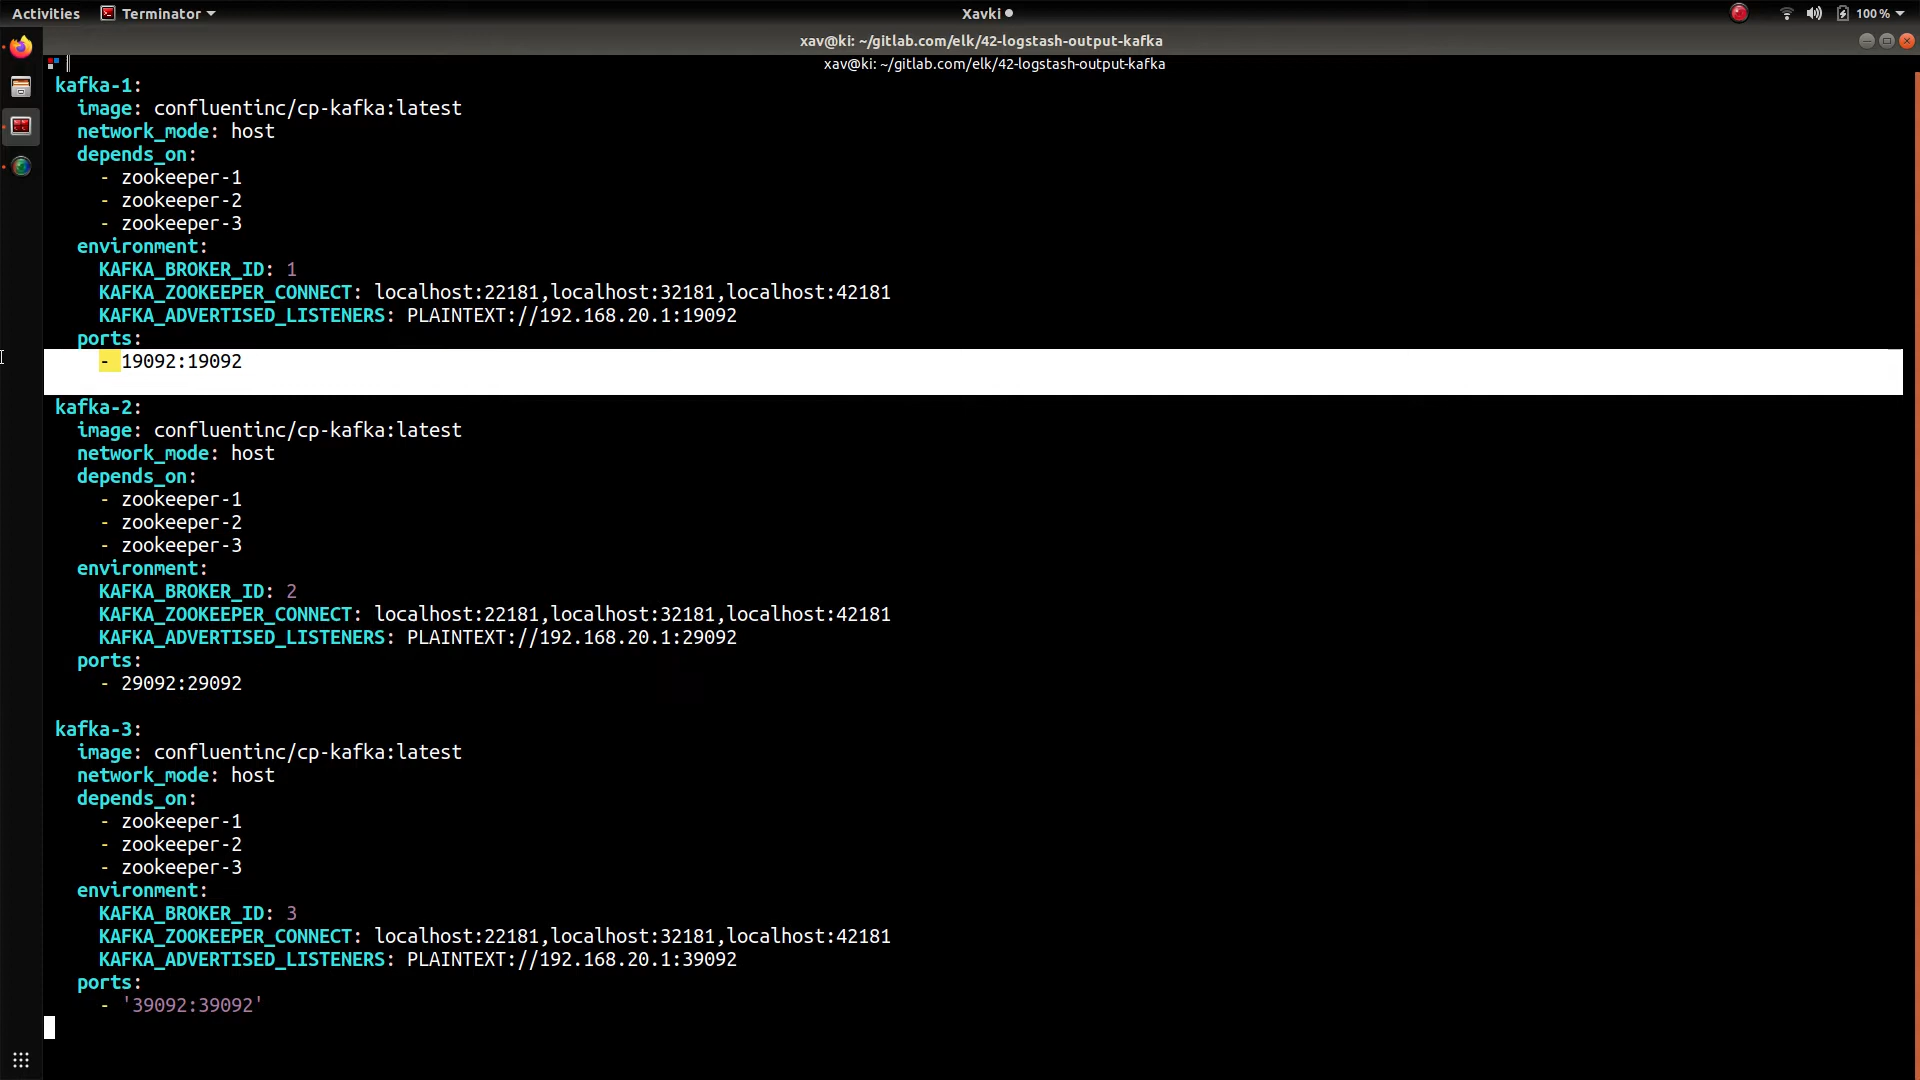 Activities
Terminator
Xavki
100 %
xav@ki: ~/gitlab.com/elk/42-logstash-output-kafka
xav@ki: ~/gitlab.com/elk/42-logstash-output-kafka
kafka-1:
image: confluentinc/cp-kafka:latest
network_mode: host
depends_on:
- zookeeper-1
- zookeeper-2
- zookeeper-3
environment:
KAFKA_BROKER_ID: 1
KAFKA_ZOOKEEPER_CONNECT: localhost:22181,localhost:32181,localhost:42181
KAFKA_ADVERTISED_LISTENERS: PLAINTEXT://192.168.20.1:19092
ports:
- 19092:19092
kafka-2:
image: confluentinc/cp-kafka:latest
network_mode: host
depends_on:
- zookeeper-1
- zookeeper-2
- zookeeper-3
environment:
KAFKA_BROKER_ID: 2
KAFKA_ZOOKEEPER_CONNECT: localhost:22181,localhost:32181,localhost:42181
KAFKA_ADVERTISED_LISTENERS: PLAINTEXT://192.168.20.1:29092
ports:
- 29092:29092
kafka-3:
image: confluentinc/cp-kafka:latest
network_mode: host
depends_on:
- zookeeper-1
- zookeeper-2
- zookeeper-3
environment:
KAFKA_BROKER_ID: 3
KAFKA_ZOOKEEPER_CONNECT: localhost:22181,localhost:32181,localhost:42181
KAFKA_ADVERTISED_LISTENERS: PLAINTEXT://192.168.20.1:39092
ports:
- '39092:39092'